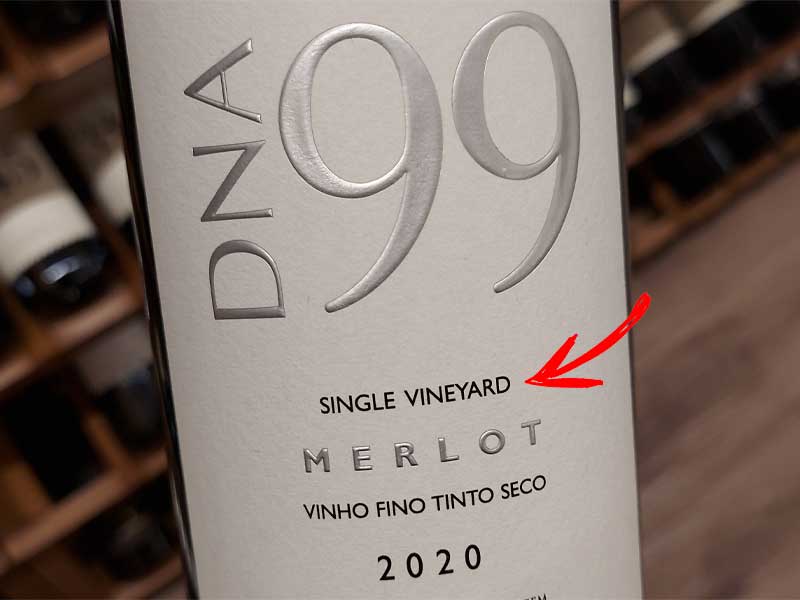 DNA 99
SINGLE VINEYARD
MERLOT
VINHO FINO TINTO SECO
2020